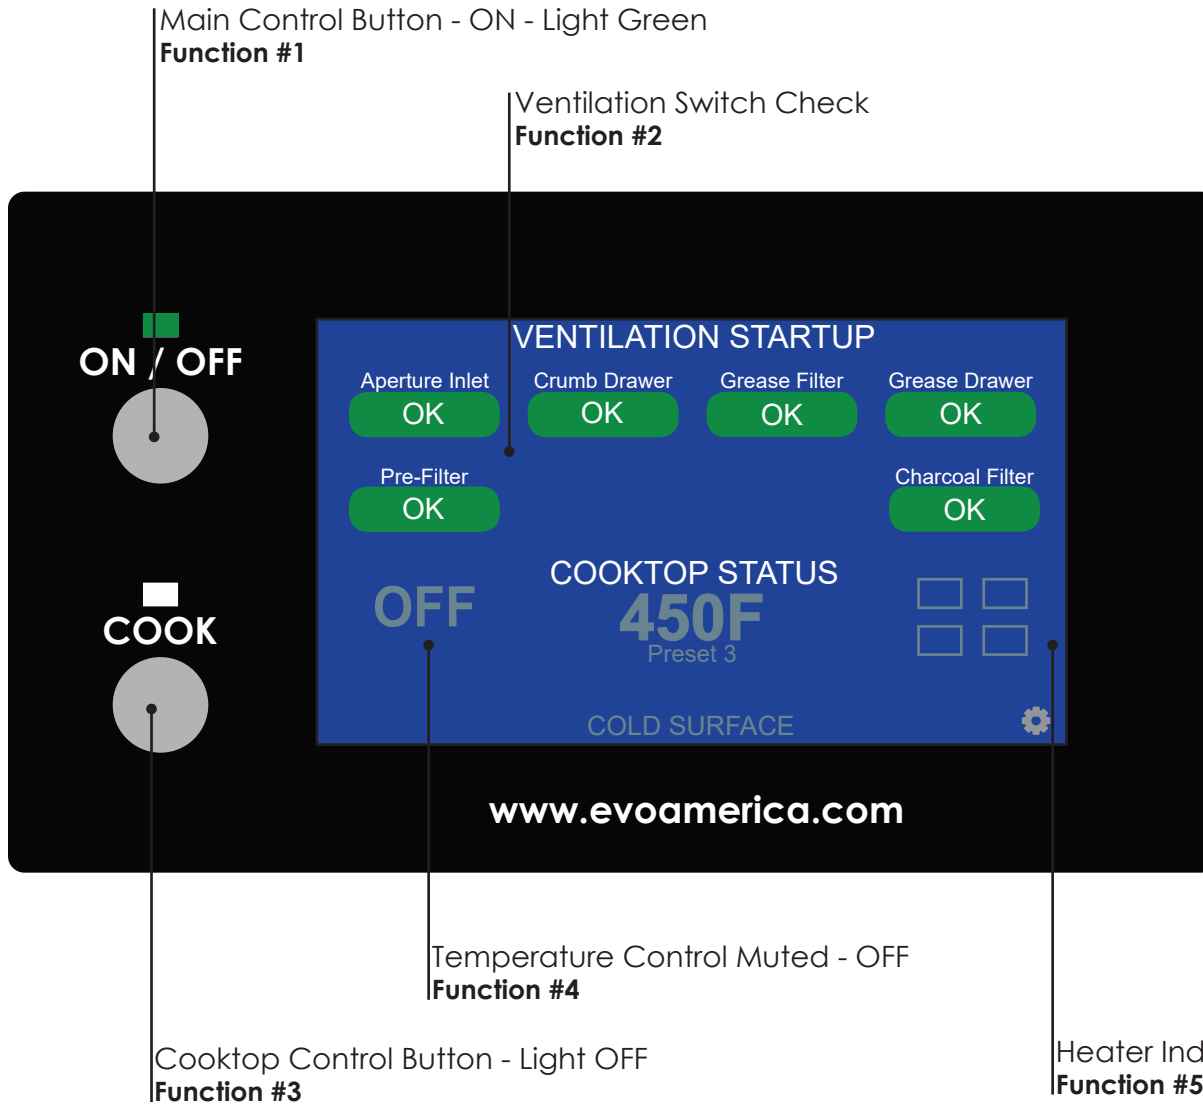 Main Control Button - ON - Light Green
Function #1
Ventilation Switch Check
Function #2
ON / OFF
VENTILATION STARTUP
Aperture Inlet Crumb Drawer Grease Filter Grease Drawer
OK OK OK OK
Pre-Filter Charcoal Filter
OK OK
COOKTOP STATUS
OFF 450F
Preset 3
COOK
COLD SURFACE
www.evoamerica.com
Temperature Control Muted - OFF
Function #4
Cooktop Control Button - Light OFF
Function #3
Heater Ind
Function #5